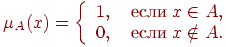 μ_A(x) = { 1, если x ∈ A,
0, если x ∉ A.